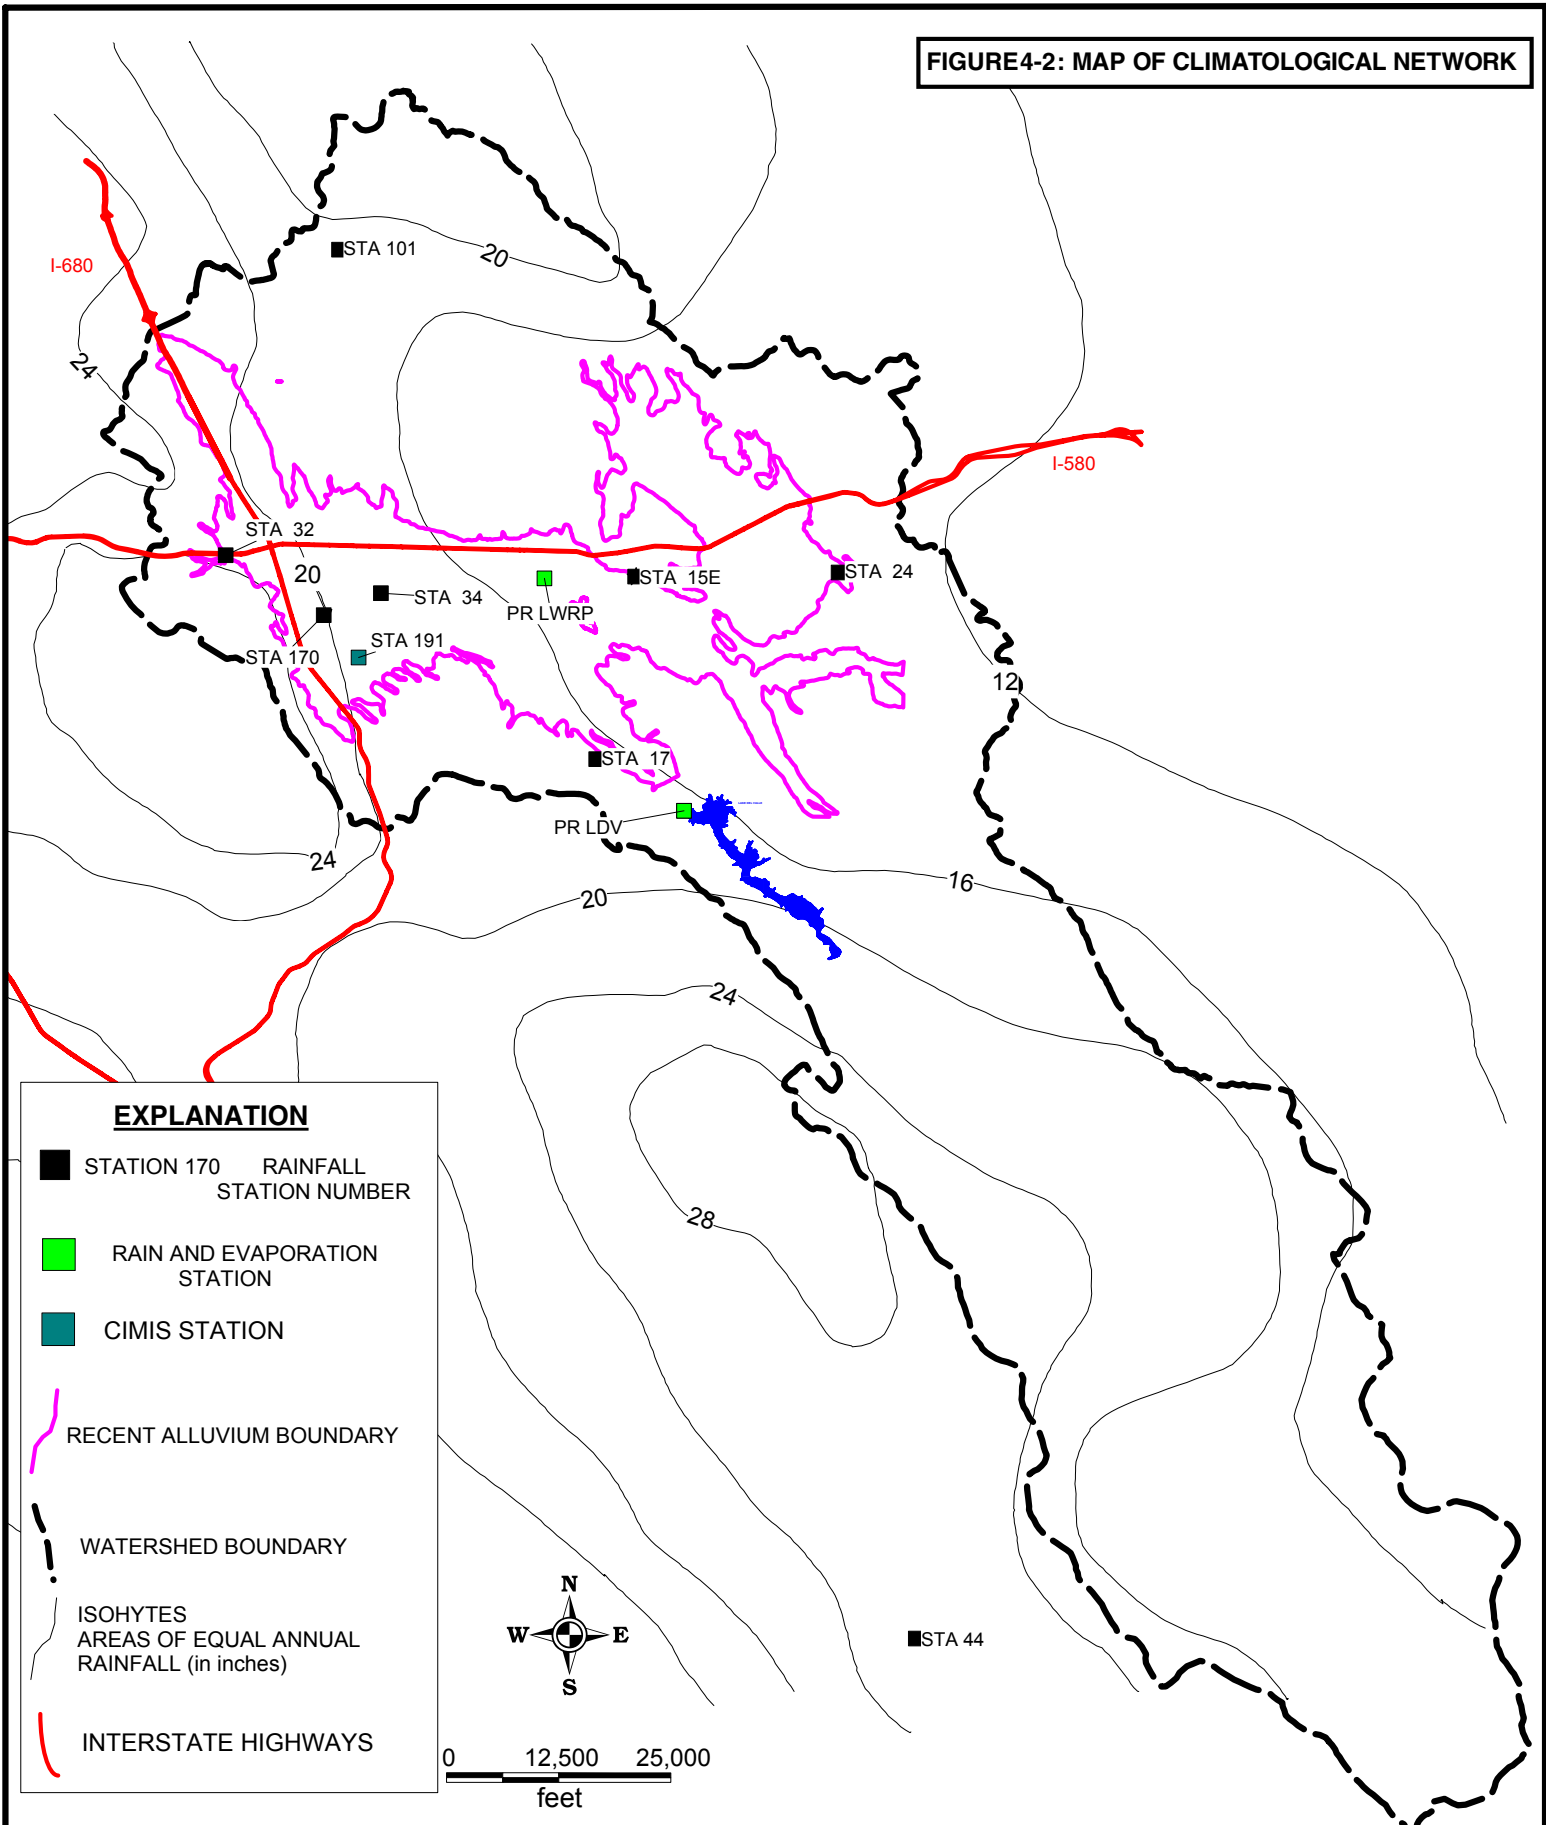 FIGURE4-2: MAP OF CLIMATOLOGICAL NETWORK
STA 101
20
I-680
24
I-580
STA 32
20
STA 34
STA 15E
STA 24
PR LWRP
STA 191
STA 170
12
STA 17
PR LDV
24
16
20
24
28
EXPLANATION
STATION 170 RAINFALL
STATION NUMBER
RAIN AND EVAPORATION
STATION
CIMIS STATION
RECENT ALLUVIUM BOUNDARY
WATERSHED BOUNDARY
ISOHYTES
AREAS OF EQUAL ANNUAL
RAINFALL (in inches)
INTERSTATE HIGHWAYS
N
W E
S
STA 44
0 12,500 25,000
feet